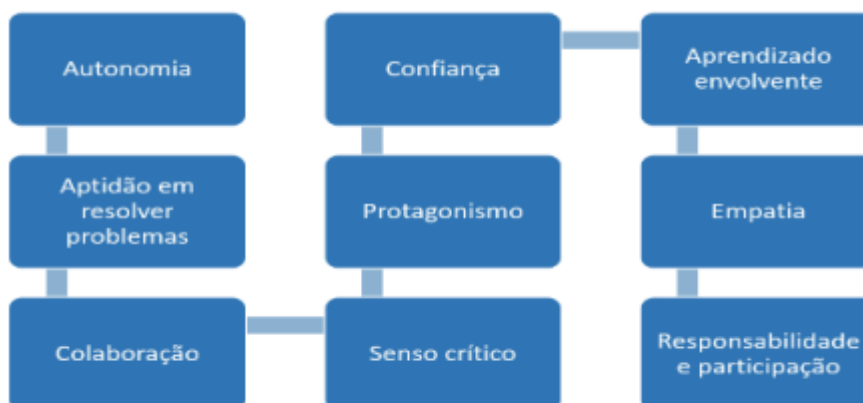 Autonomia
Aptidão em
resolver
problemas
Colaboração
Senso crítico
Protagonismo
Confiança
Aprendizado
envolvente
Empatia
Responsabilidade
e participação